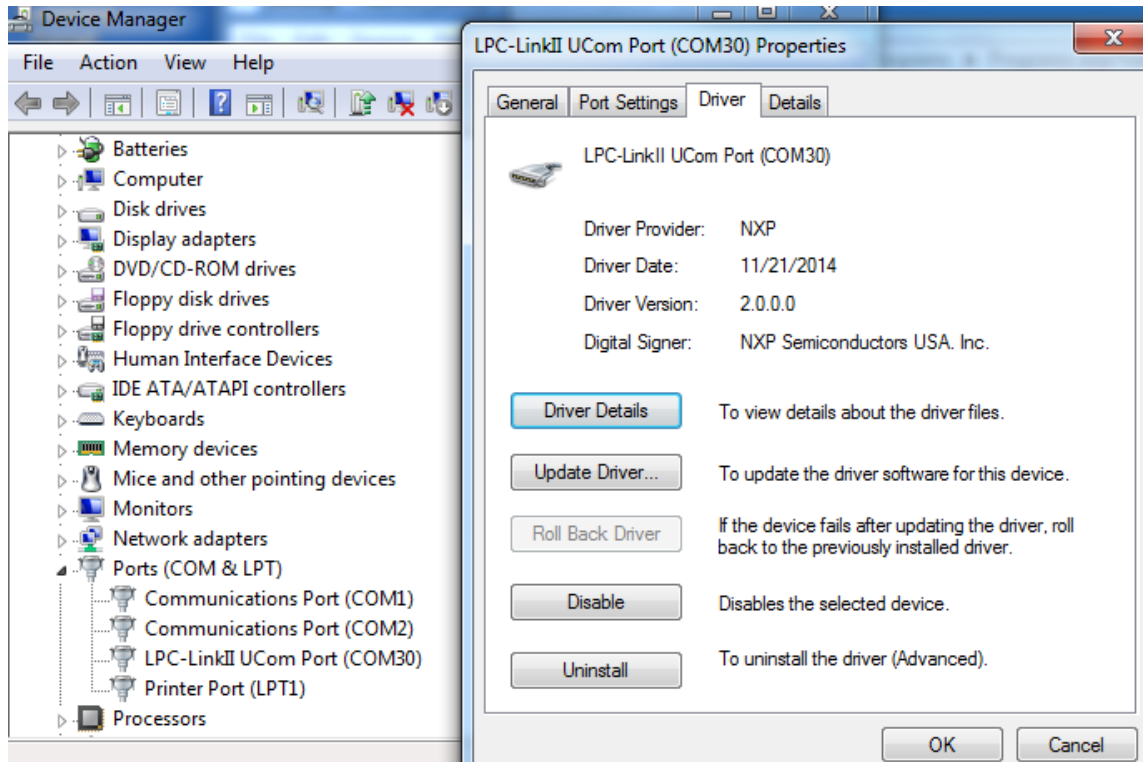 Device Manager
File Action View Help
Batteries
Computer
Disk drives
Display adapters
DVD/CD-ROM drives
Floppy disk drives
Floppy drive controllers
Human Interface Devices
IDE ATA/ATAPI controllers
Keyboards
Memory devices
Mice and other pointing devices
Monitors
Network adapters
Ports (COM & LPT)
Communications Port (COM1)
Communications Port (COM2)
LPC-LinkII UCom Port (COM30)
Printer Port (LPT1)
Processors
LPC-LinkII UCom Port (COM30) Properties
General Port Settings Driver Details
LPC-LinkII UCom Port (COM30)
Driver Provider: NXP
Driver Date: 11/21/2014
Driver Version: 2.0.0.0
Digital Signer: NXP Semiconductors USA. Inc.
Driver Details To view details about the driver files.
Update Driver... To update the driver software for this device.
Roll Back Driver If the device fails after updating the driver, roll
back to the previously installed driver.
Disable Disables the selected device.
Uninstall To uninstall the driver (Advanced).
OK Cancel